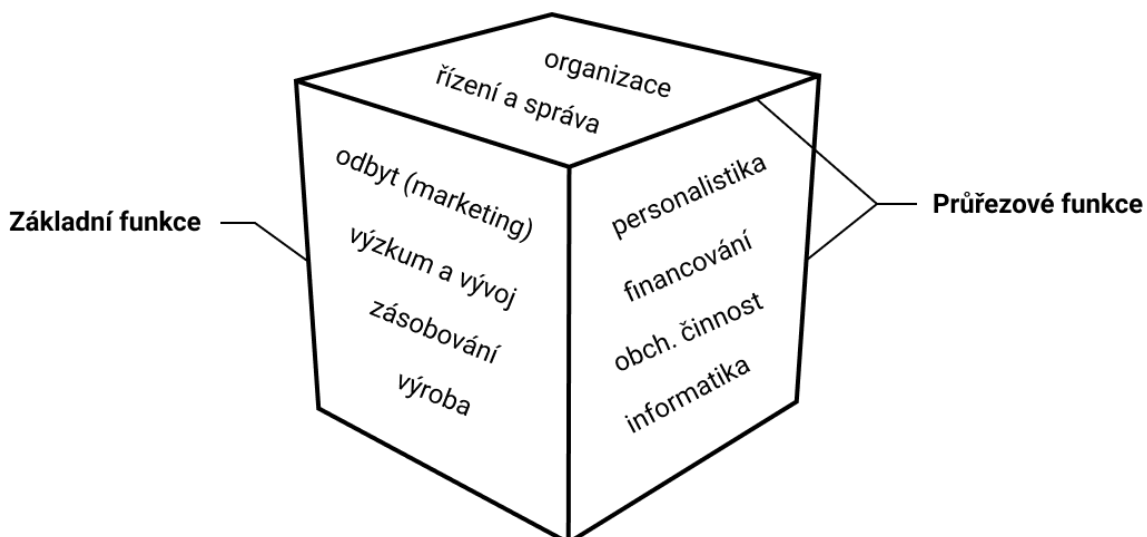 organizace
řízení a správa
odbyt (marketing)
výzkum a vývoj
zásobování
výroba
personalistika
financování
obch. činnost
informatika
Základní funkce
Průřezové funkce